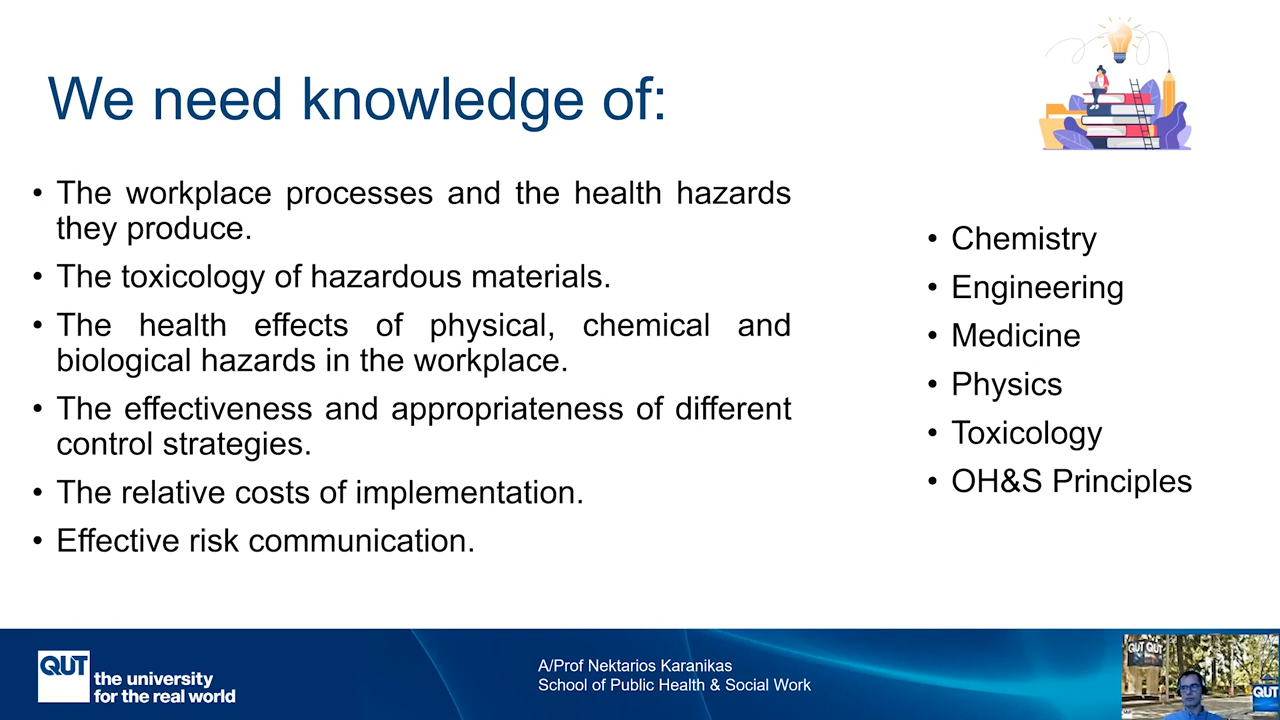 We need knowledge of:
• The workplace processes and the health hazards
they produce.
• The toxicology of hazardous materials.
• The health effects of physical, chemical and
biological hazards in the workplace.
• The effectiveness and appropriateness of different
control strategies.
• The relative costs of implementation.
• Effective risk communication.
• Chemistry
• Engineering
• Medicine
• Physics
• Toxicology
• OH&S Principles
QUT
the university
for the real world
A/Prof Nektarios Karanikas
School of Public Health & Social Work
QUT QUT
QUT